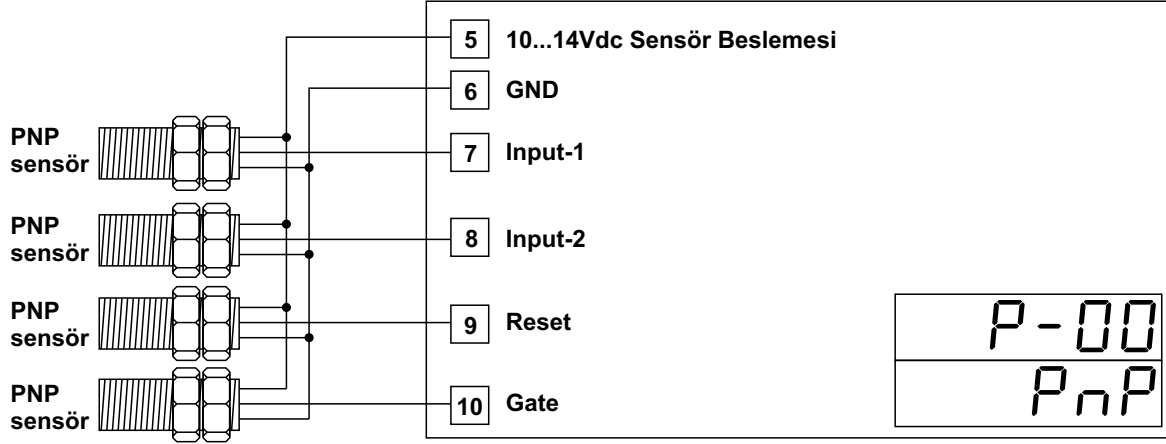 5 10...14Vdc Sensör Beslemesi
6 GND
PNP
sensör
7 Input-1
PNP
sensör
8 Input-2
PNP
sensör
9 Reset
PNP
sensör
10 Gate
P-00
PnP